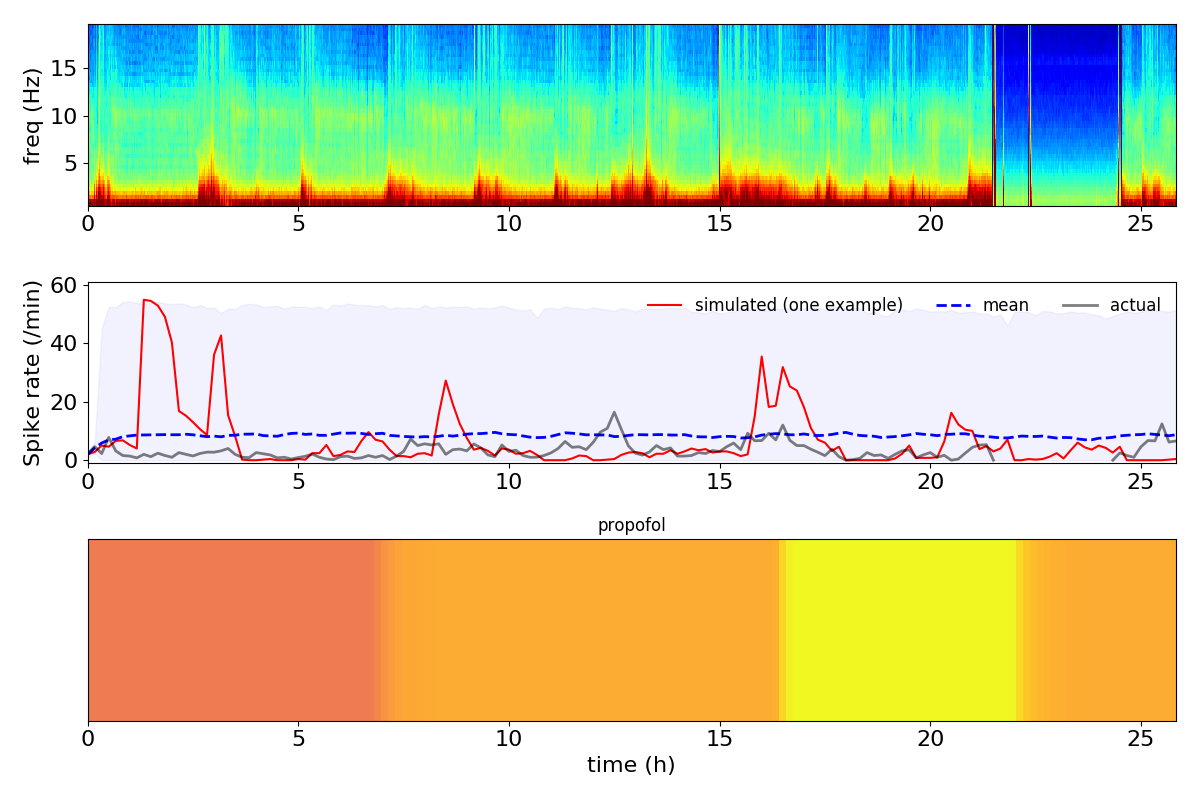 freq (Hz)
15
10
5
0 5 10 15 20 25
Spike rate (/min)
60
40
20
0
simulated (one example) mean actual
0 5 10 15 20 25
propofol
0 5 10 15 20 25
time (h)